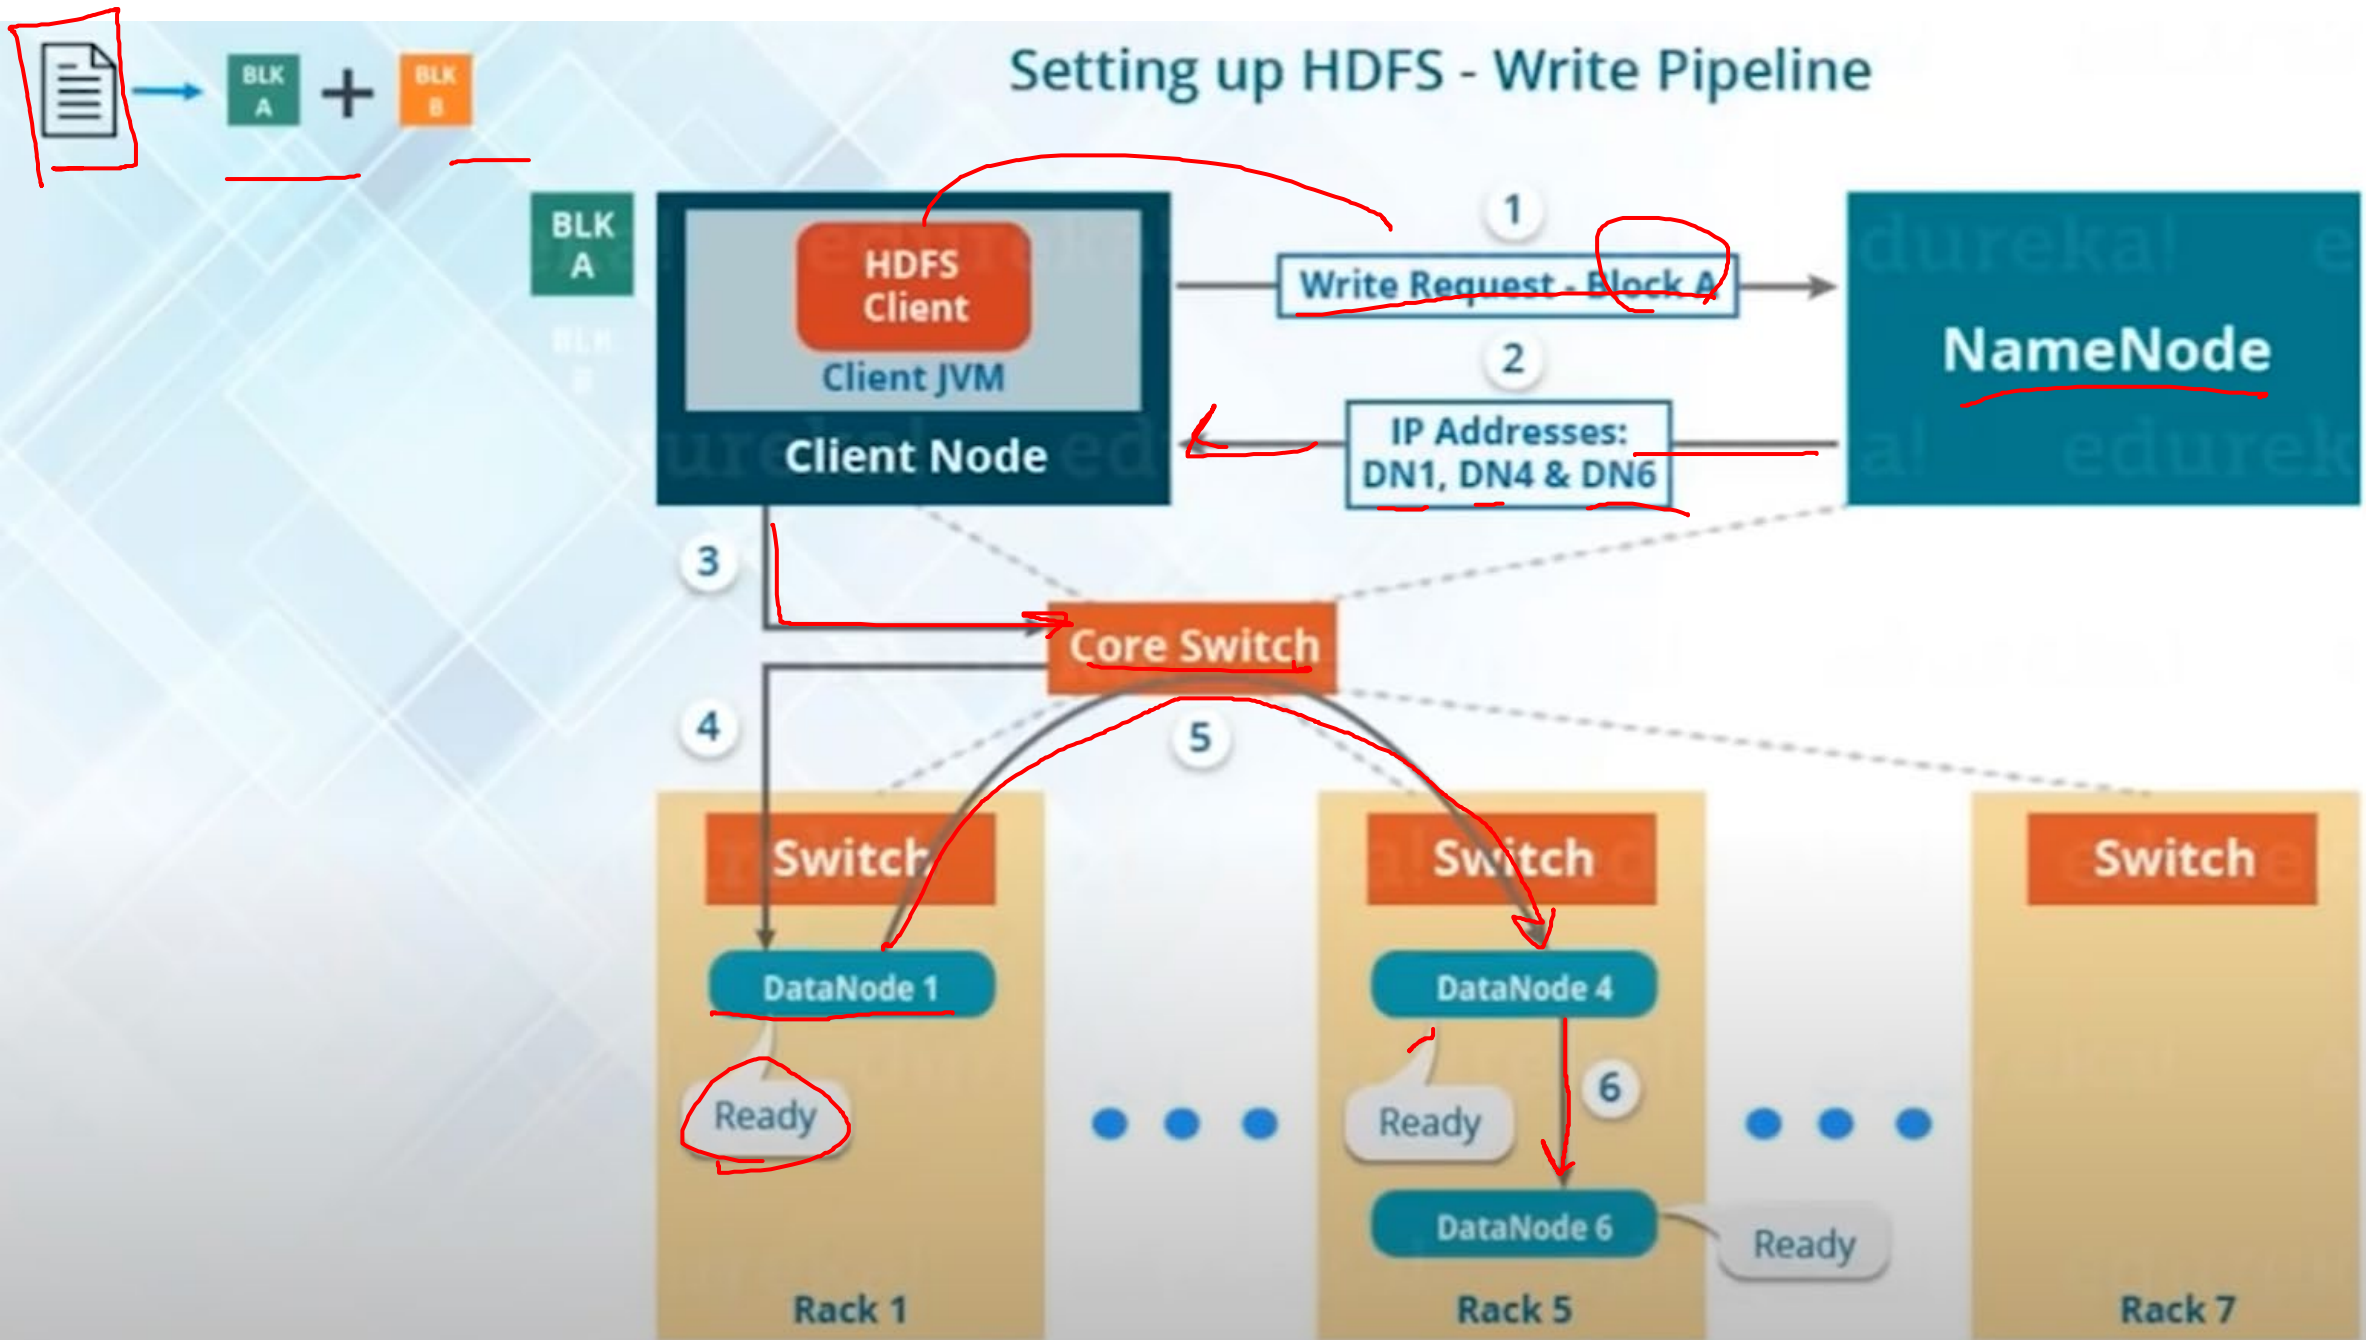 BLK
A
BLK
B
Setting up HDFS - Write Pipeline
BLK
A
BLK
B
HDFS
Client
Client JVM
Client Node
1
Write Request - Block A
2
IP Addresses:
DN1, DN4 & DN6
edureka!
NameNode
3
Core Switch
4
5
Switch
Switch
Switch
DataNode 1
DataNode 4
Ready
Ready
6
DataNode 6
Ready
Rack 1
Rack 5
Rack 7